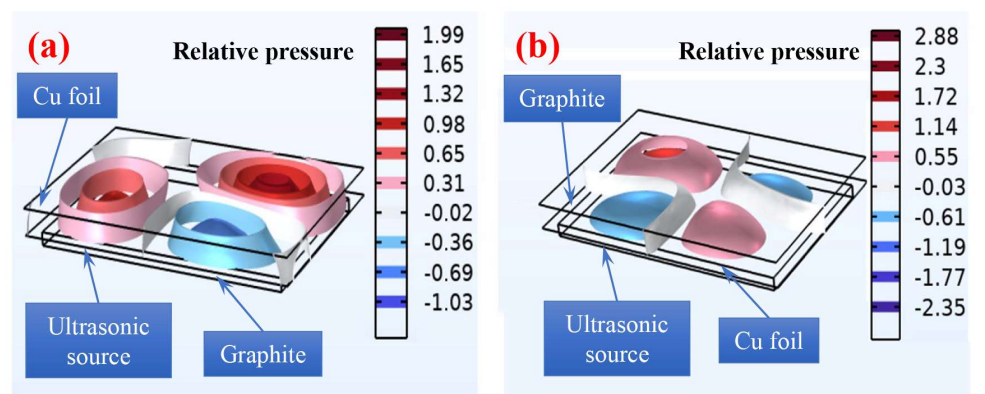 (a)
Relative pressure
Cu foil
Ultrasonic
source
Graphite
1.99
1.65
1.32
0.98
0.65
0.31
-0.02
-0.36
-0.69
-1.03
(b)
Relative pressure
Graphite
Ultrasonic
source
Cu foil
2.88
2.3
1.72
1.14
0.55
-0.03
-0.61
-1.19
-1.77
-2.35